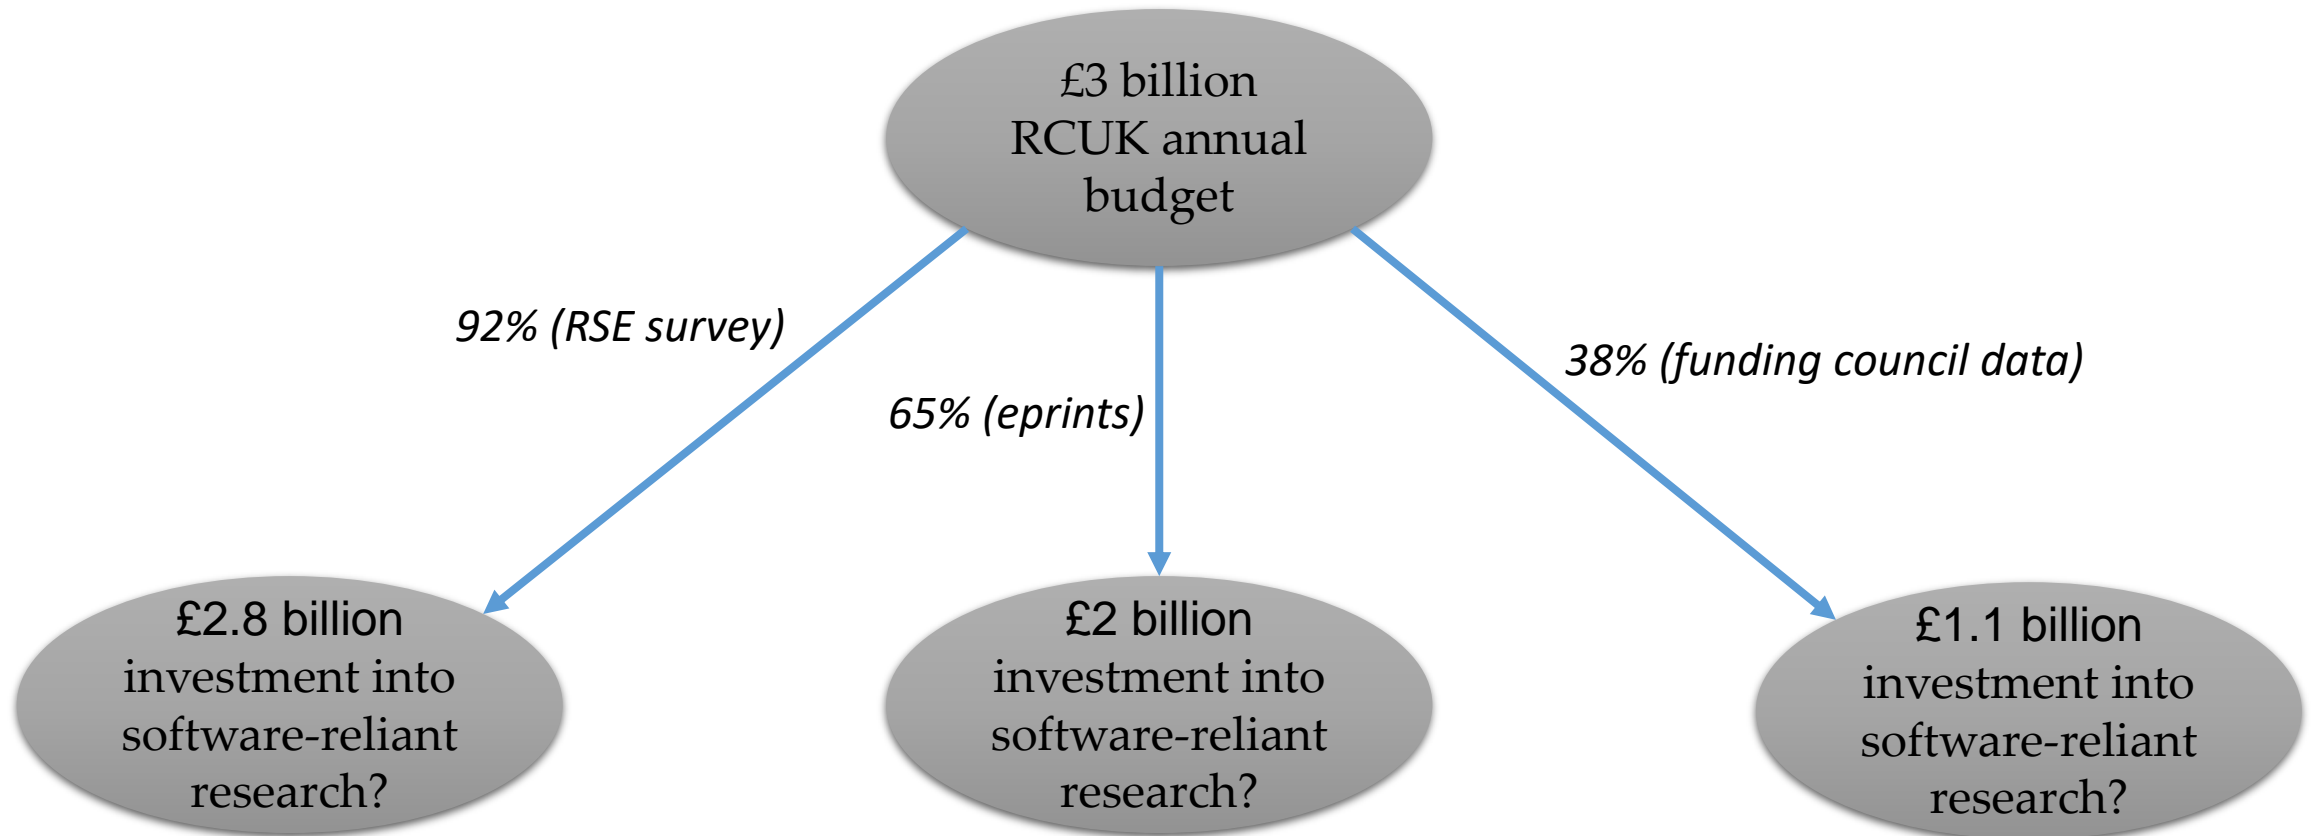 £3 billion
RCUK annual
budget
92% (RSE survey)
65% (eprints)
38% (funding council data)
£2.8 billion
investment into
software-reliant
research?
£2 billion
investment into
software-reliant
research?
£1.1 billion
investment into
software-reliant
research?